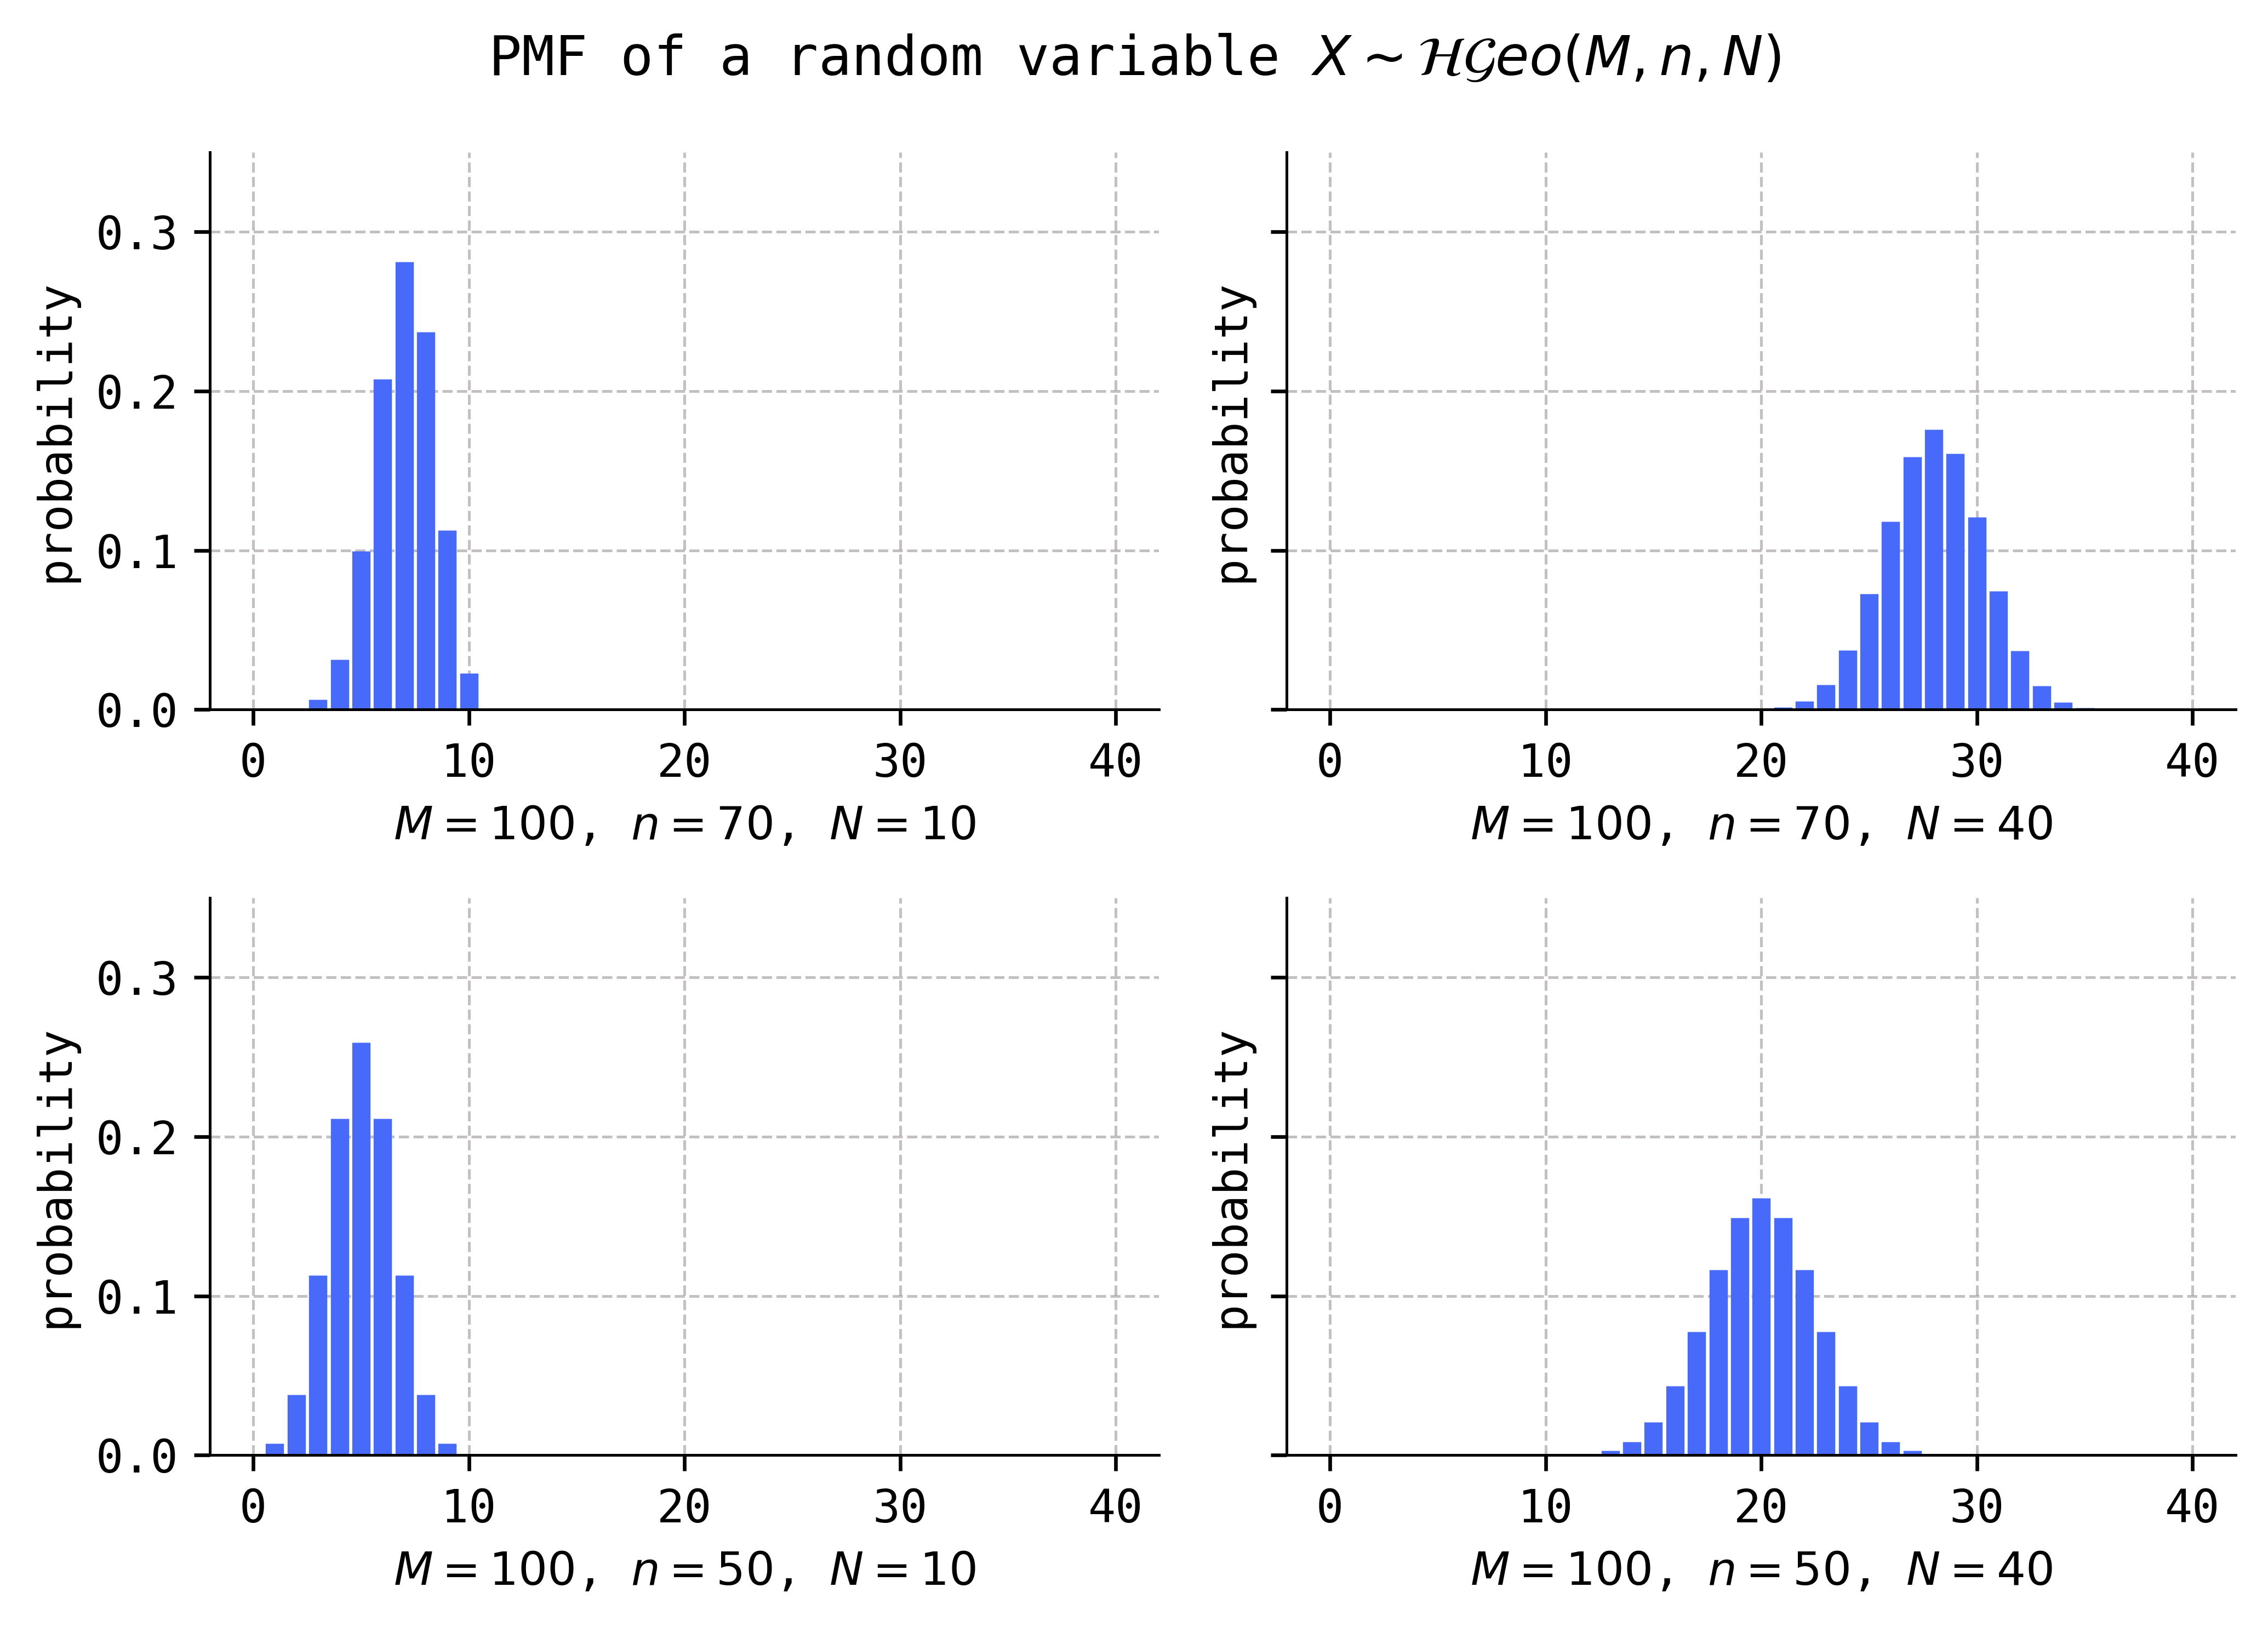 PMF of a random variable X ~ ℋ𝒢eo(M, n, N)
probability
0.3
0.2
0.1
0.0
0 10 20 30 40
M = 100, n = 70, N = 10
probability
0 10 20 30 40
M = 100, n = 70, N = 40
probability
0.3
0.2
0.1
0.0
0 10 20 30 40
M = 100, n = 50, N = 10
probability
0 10 20 30 40
M = 100, n = 50, N = 40